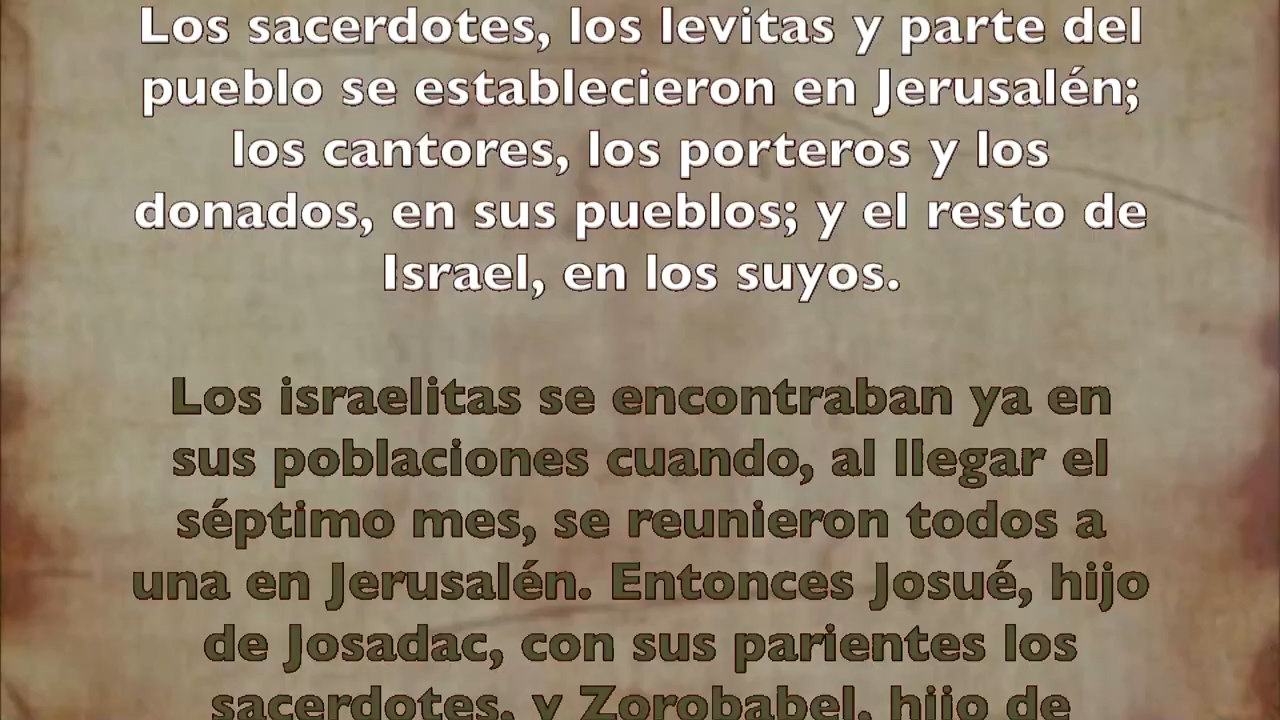 Los sacerdotes, los levitas y parte del
pueblo se establecieron en Jerusalén;
los cantores, los porteros y los
donados, en sus pueblos; y el resto de
Israel, en los suyos.
Los israelitas se encontraban ya en
sus poblaciones cuando, al llegar el
séptimo mes, se reunieron todos a
una en Jerusalén. Entonces Josué, hijo
de Josadac, con sus parientes los
sacerdotes, y Zorobabel, hijo de